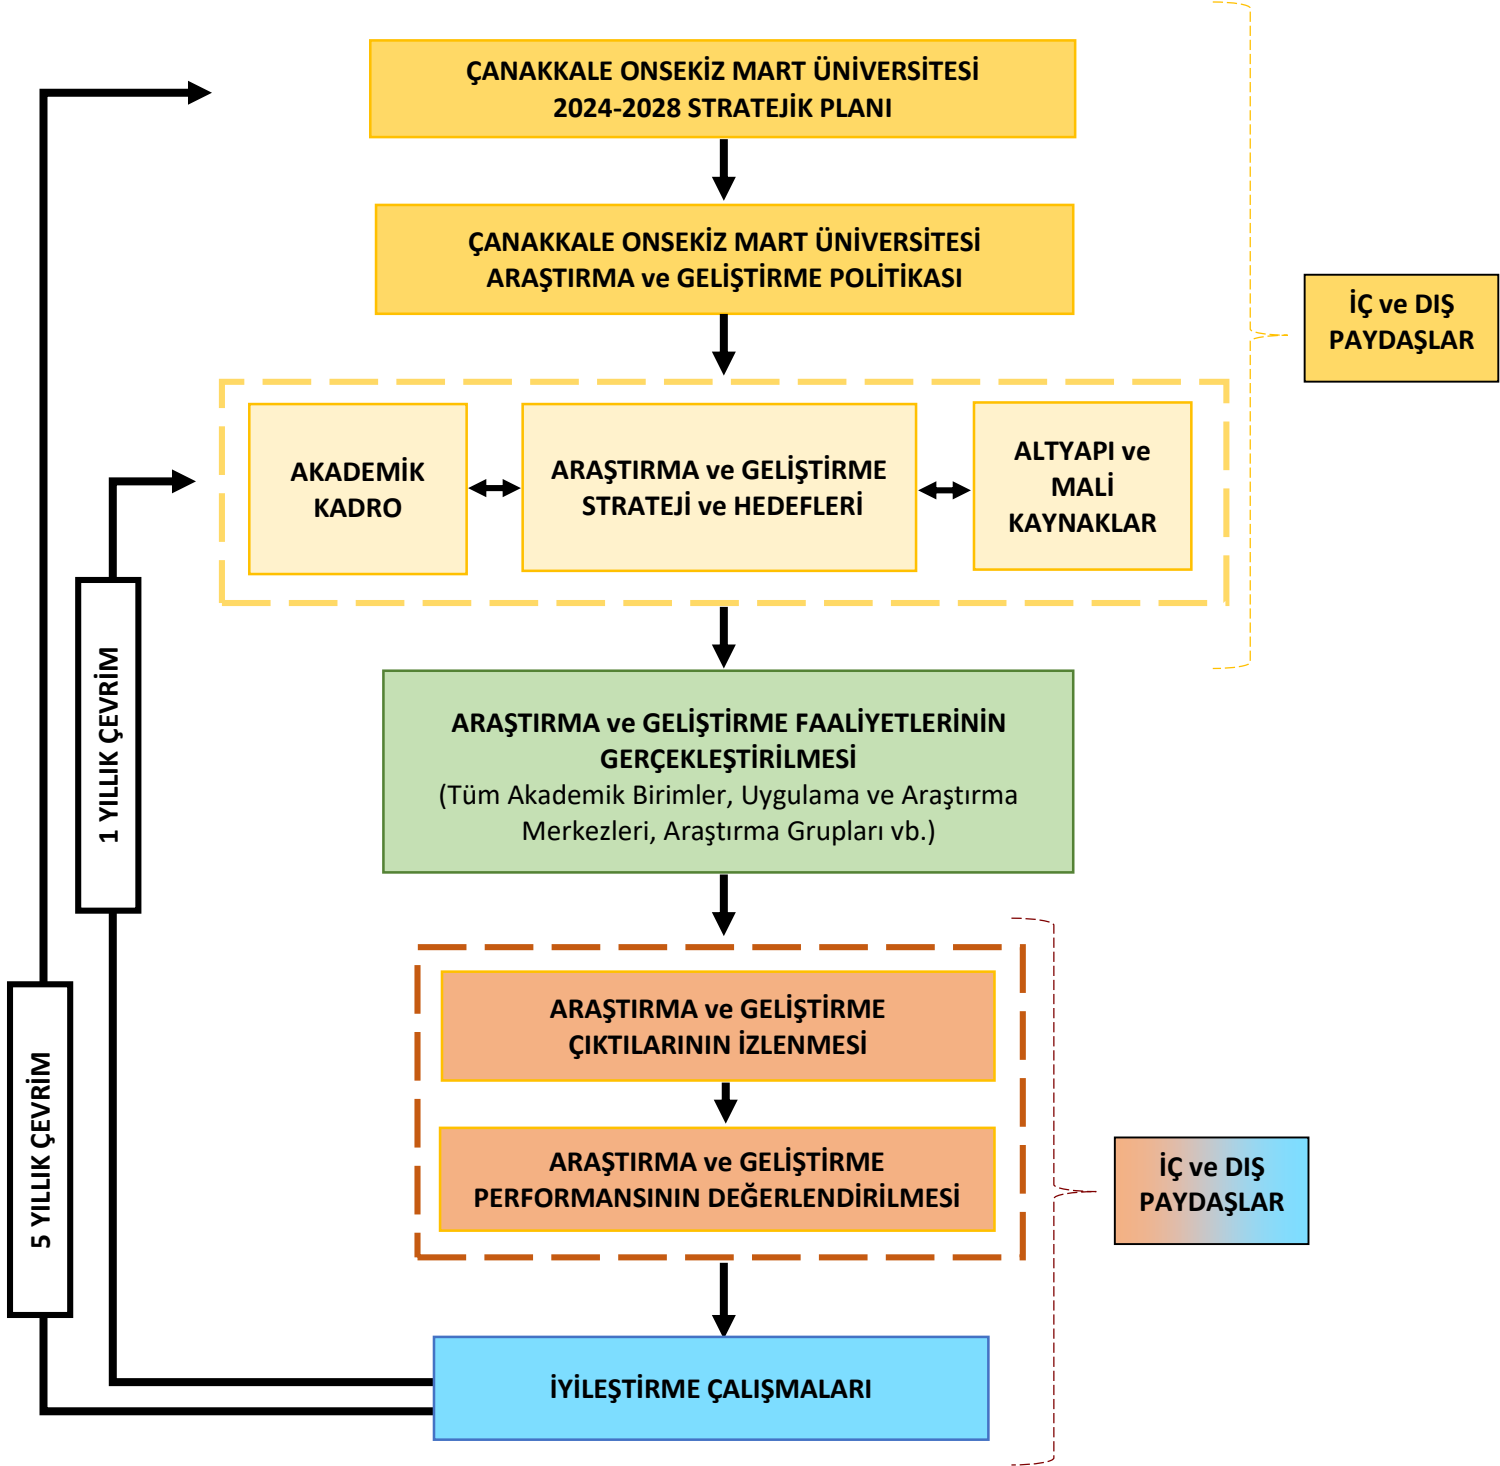 ÇANAKKALE ONSEKİZ MART ÜNİVERSİTESİ
2024-2028 STRATEJİK PLANI
ÇANAKKALE ONSEKİZ MART ÜNİVERSİTESİ
ARAŞTIRMA ve GELİŞTİRME POLİTİKASI
İÇ ve DIŞ
PAYDAŞLAR
AKADEMİK
KADRO
ARAŞTIRMA ve GELİŞTİRME
STRATEJİ ve HEDEFLERİ
ALTYAPI ve
MALİ
KAYNAKLAR
1 YILLIK ÇEVRİM
ARAŞTIRMA ve GELİŞTİRME FAALİYETLERİNİN
GERÇEKLEŞTİRİLMESİ
(Tüm Akademik Birimler, Uygulama ve Araştırma
Merkezleri, Araştırma Grupları vb.)
5 YILLIK ÇEVRİM
ARAŞTIRMA ve GELİŞTİRME
ÇIKTILARININ İZLENMESİ
ARAŞTIRMA ve GELİŞTİRME
PERFORMANSININ DEĞERLENDİRİLMESİ
İÇ ve DIŞ
PAYDAŞLAR
İYİLEŞTİRME ÇALIŞMALARI